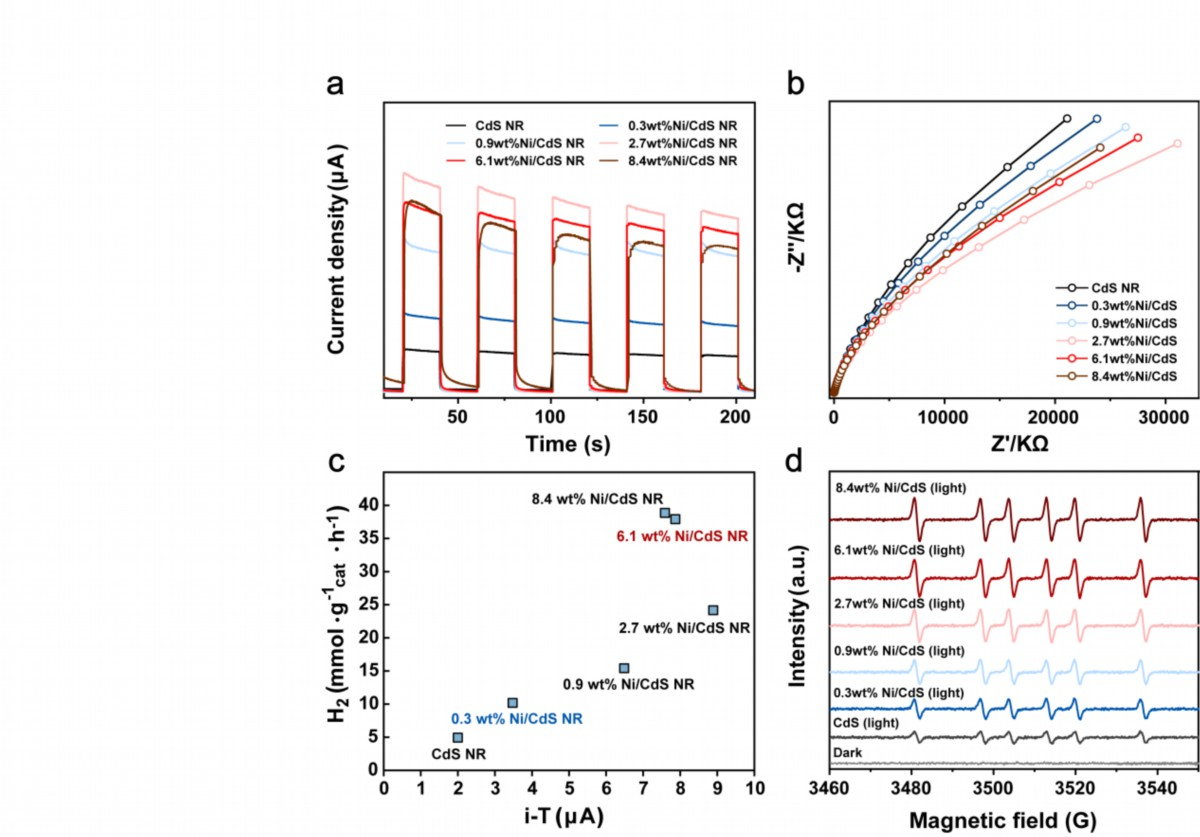 a
Current density (μA)
CdS NR
0.3wt%Ni/CdS NR
0.9wt%Ni/CdS NR
2.7wt%Ni/CdS NR
6.1wt%Ni/CdS NR
8.4wt%Ni/CdS NR
50 100 150 200
Time (s)
b
-Z''/KΩ
CdS NR
0.3wt%Ni/CdS
0.9wt%Ni/CdS
2.7wt%Ni/CdS
6.1wt%Ni/CdS
8.4wt%Ni/CdS
0 10000 20000 30000
Z'/KΩ
c
H2 (mmol·g-1cat·h-1)
40
35
30
25
20
15
10
5
0
8.4 wt% Ni/CdS NR
6.1 wt% Ni/CdS NR
2.7 wt% Ni/CdS NR
0.9 wt% Ni/CdS NR
0.3 wt% Ni/CdS NR
CdS NR
0 1 2 3 4 5 6 7 8 9 10
i-T (μA)
d
Intensity (a.u.)
8.4wt% Ni/CdS (light)
6.1wt% Ni/CdS (light)
2.7wt% Ni/CdS (light)
0.9wt% Ni/CdS (light)
0.3wt% Ni/CdS (light)
CdS (light)
Dark
3460 3480 3500 3520 3540
Magnetic field (G)